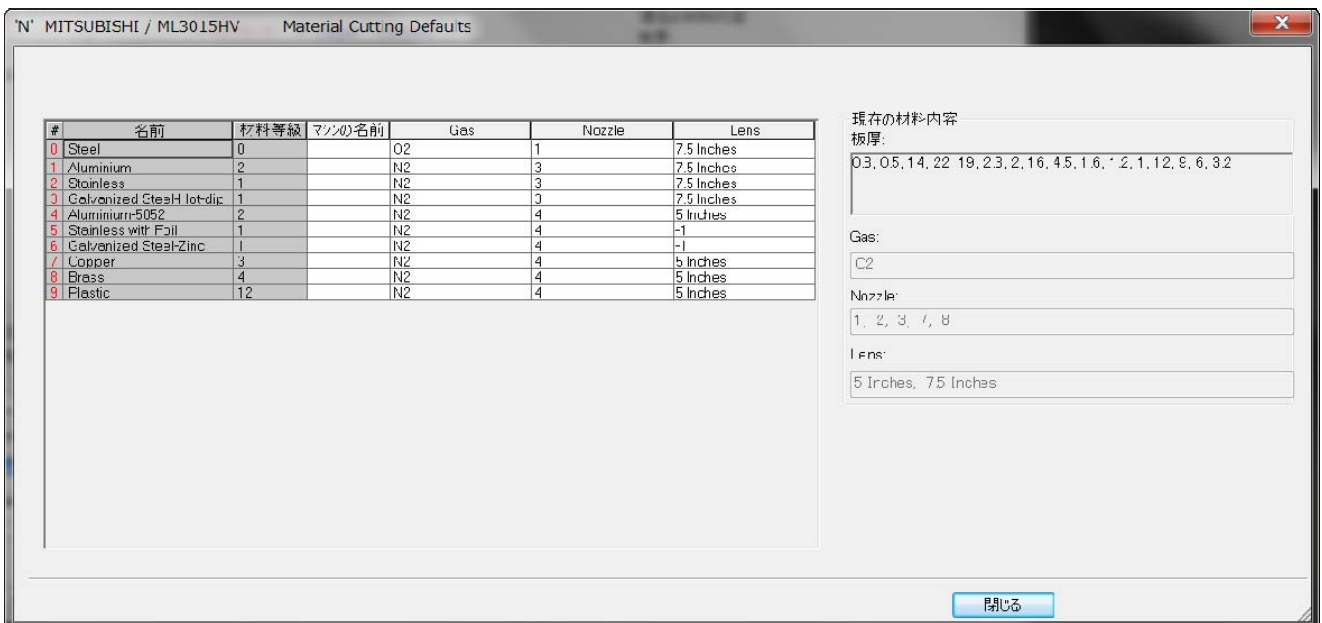 'N' MITSUBISHI / ML3015HV Material Cutting Defaults
# 名前 材料等級 マシンの名前 Gas Nozzle Lens
0 Steel 0 O2 1 7.5 Inches
1 Aluminium 2 N2 3 7.5 Inches
2 Stainless 1 N2 3 7.5 Inches
3 Galvanized Steel-Hot-dip 1 N2 3 7.5 Inches
4 Aluminium-5052 2 N2 4 5 Inches
5 Stainless with Foil 1 N2 4 -1
6 Galvanized Steel-Zinc 1 N2 4 -1
7 Copper 3 N2 4 5 Inches
8 Brass 4 N2 4 5 Inches
9 Plastic 12 N2 4 5 Inches
現在の材料内容
板厚:
0.3, 0.5, 14, 22, 19, 2.3, 2, 16, 4.5, 1.6, 1.2, 1, 12, 9, 6, 3.2
Gas:
O2
Nozzle:
1, 2, 3, 7, 8
Lens:
5 Inches, 7.5 Inches
閉じる